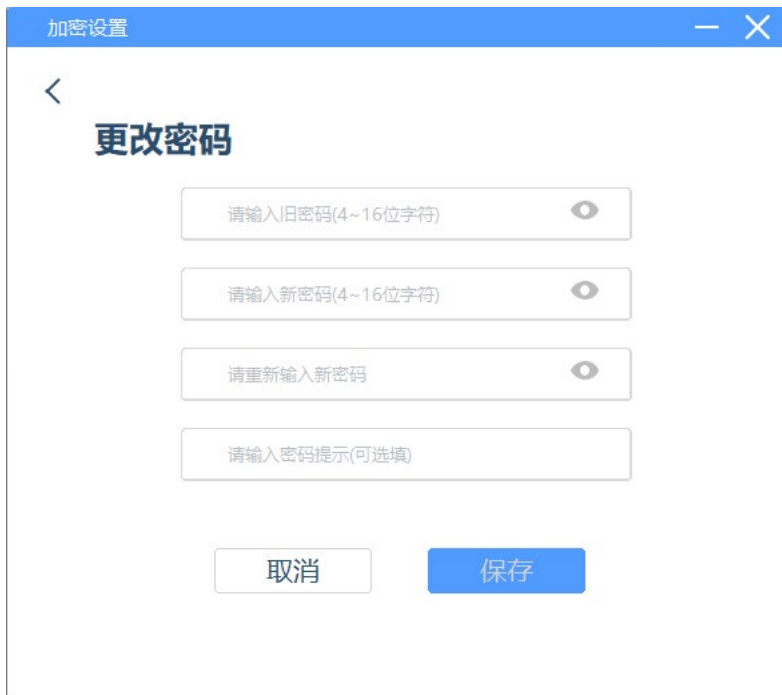 加密设置
更改密码
请输入旧密码(4~16位字符)
请输入新密码(4~16位字符)
请重新输入新密码
请输入密码提示(可选填)
取消
保存